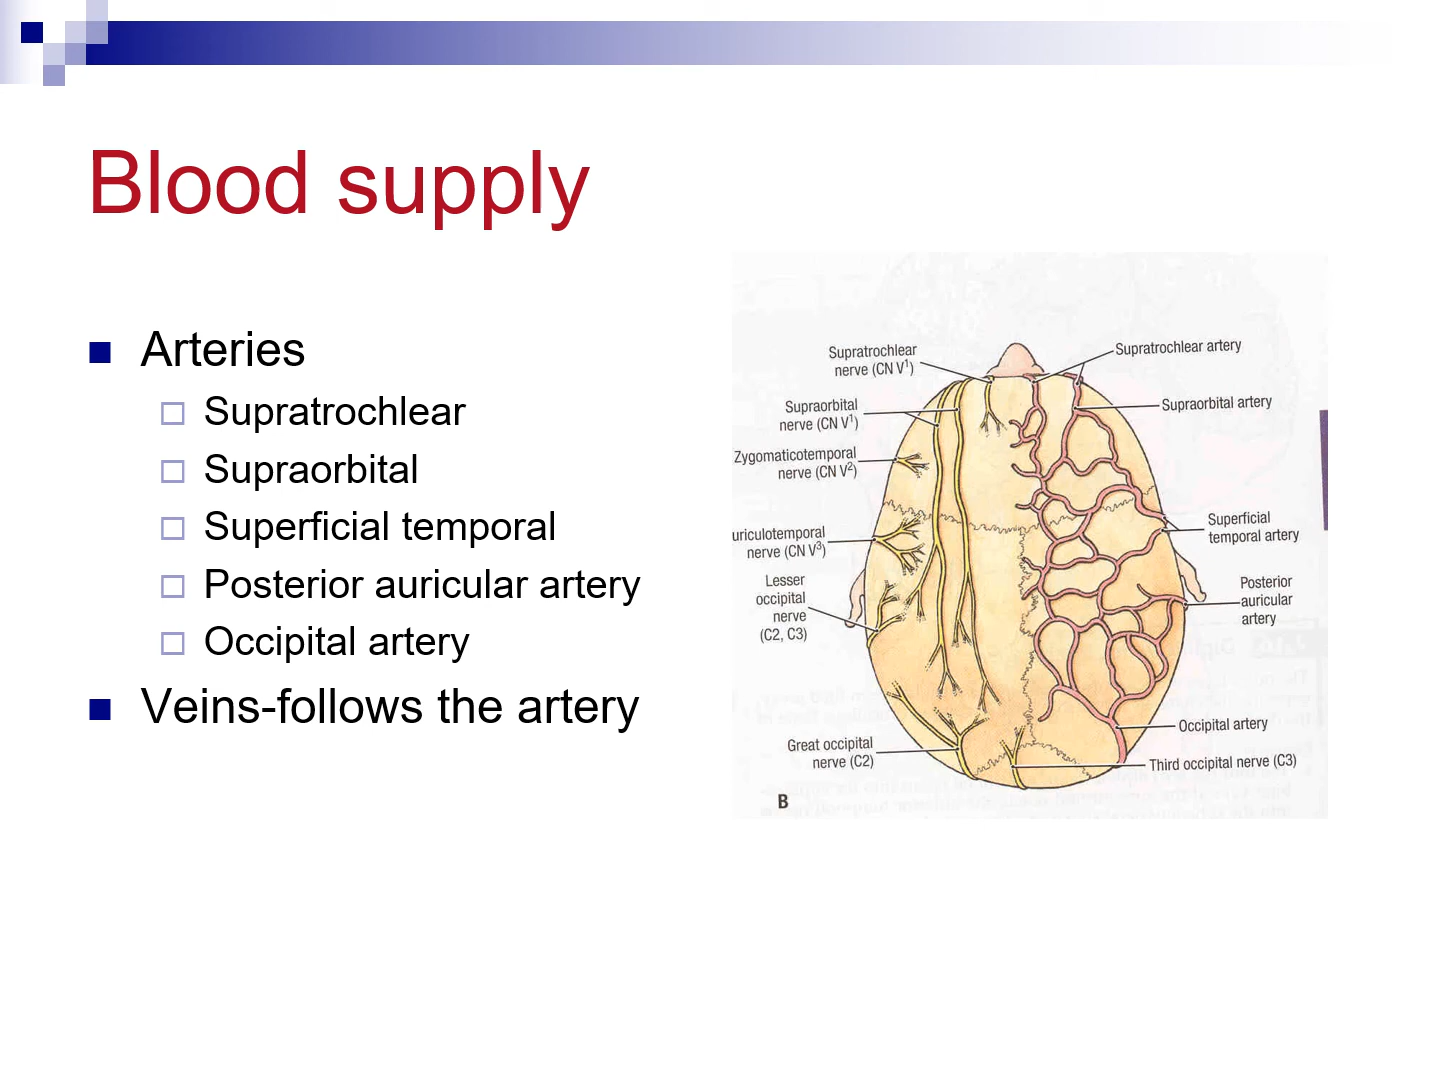 Blood supply
Arteries
Supratrochlear
Supraorbital
Superficial temporal
Posterior auricular artery
Occipital artery
Veins-follows the artery
Supratrochlear
nerve (CN V¹)
Supraorbital
nerve (CN V¹)
Zygomaticotemporal
nerve (CN V²)
uriculotemporal
nerve (CN V³)
Lesser
occipital
nerve
(C2, C3)
Great occipital
nerve (C2)
B
Supratrochlear artery
Supraorbital artery
Superficial
temporal artery
Posterior
auricular
artery
Occipital artery
Third occipital nerve (C3)